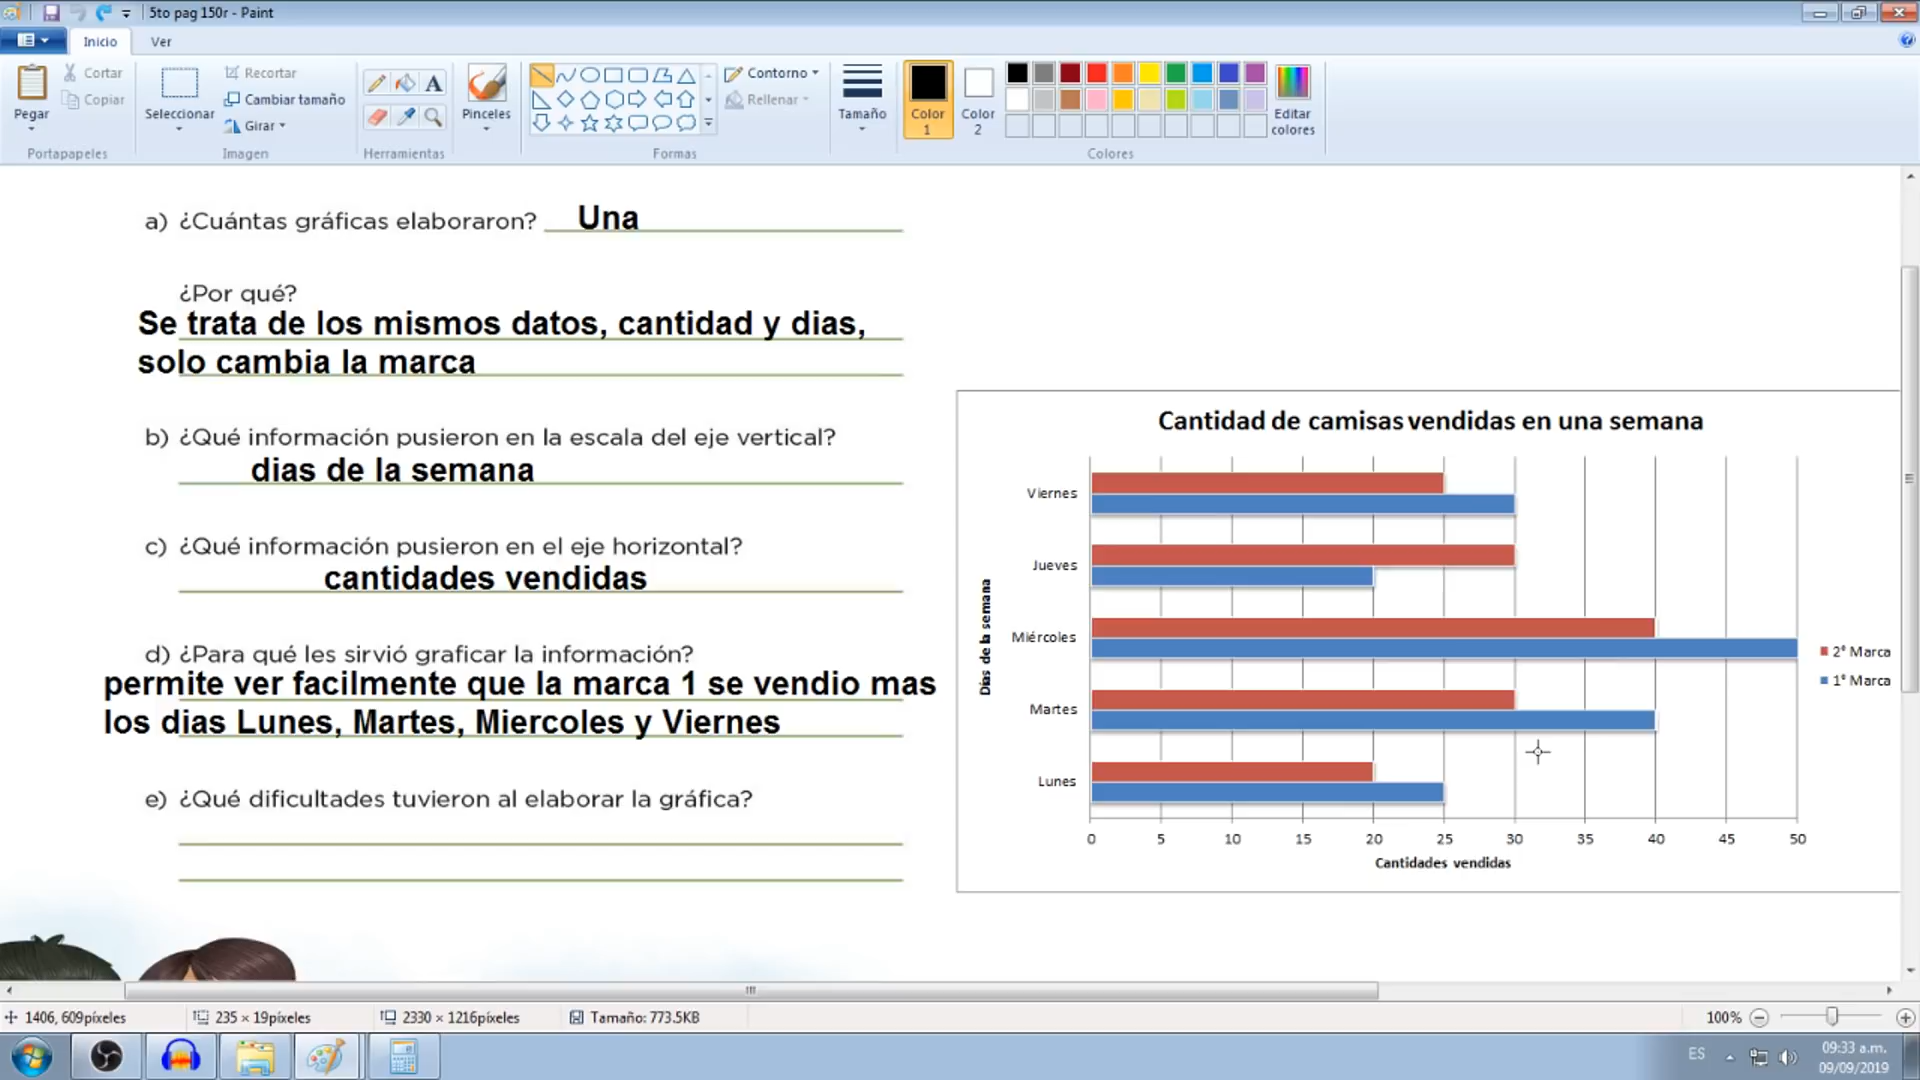 5to pag 150r - Paint
Inicio Ver
Pegar
Cortar
Copiar
Portapapeles
Seleccionar
Recortar
Cambiar tamaño
Girar
Imagen
A
Herramientas
Pinceles
Contorno
Rellenar
Formas
Tamaño
Color 1
Color 2
Editar colores
Colores
a) ¿Cuántas gráficas elaboraron? Una
¿Por qué?
Se trata de los mismos datos, cantidad y dias,
solo cambia la marca
b) ¿Qué información pusieron en la escala del eje vertical?
dias de la semana
c) ¿Qué información pusieron en el eje horizontal?
cantidades vendidas
d) ¿Para qué les sirvió graficar la información?
permite ver facilmente que la marca 1 se vendio mas
los dias Lunes, Martes, Miercoles y Viernes
e) ¿Qué dificultades tuvieron al elaborar la gráfica?
Cantidad de camisas vendidas en una semana
Días de la semana
Viernes
Jueves
Miércoles
Martes
Lunes
2° Marca
1° Marca
0 5 10 15 20 25 30 35 40 45 50
Cantidades vendidas
1406, 609píxeles 235 × 19píxeles 2330 × 1216píxeles Tamaño: 773.5KB 100%
ES
09:33 a.m.
09/09/2019